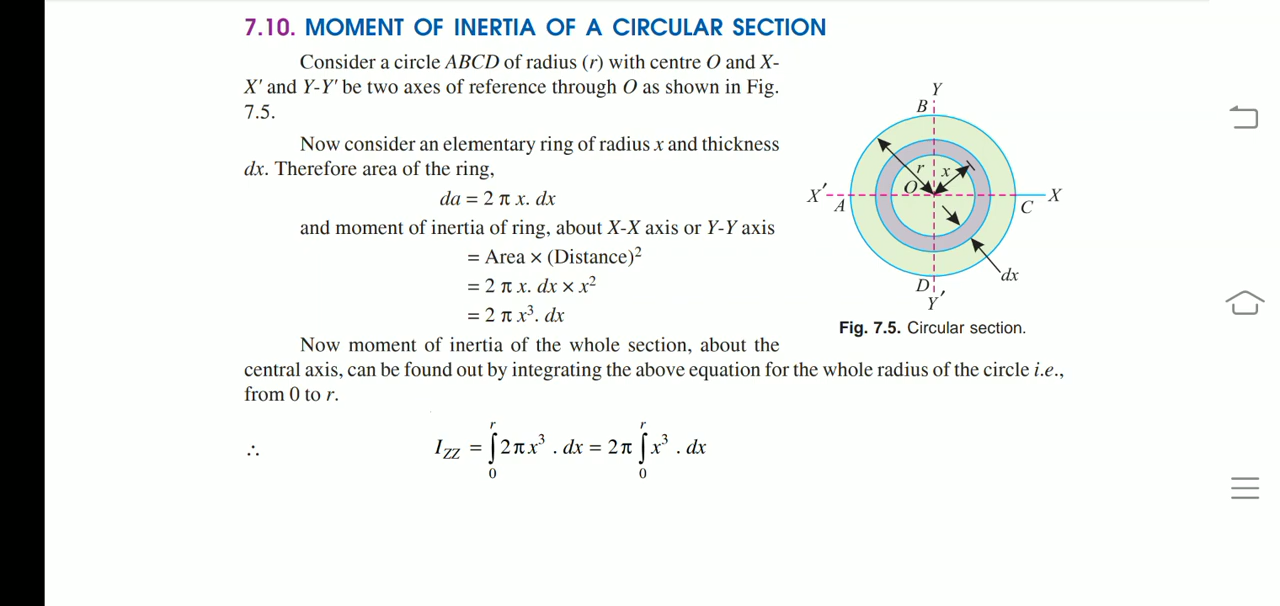 7.10. MOMENT OF INERTIA OF A CIRCULAR SECTION
Consider a circle ABCD of radius (r) with centre O and X-
X′ and Y-Y′ be two axes of reference through O as shown in Fig.
7.5.
Now consider an elementary ring of radius x and thickness
dx. Therefore area of the ring,
da = 2 π x. dx
and moment of inertia of ring, about X-X axis or Y-Y axis
= Area × (Distance)²
= 2 π x. dx × x²
= 2 π x³. dx
Now moment of inertia of the whole section, about the
central axis, can be found out by integrating the above equation for the whole radius of the circle i.e.,
from 0 to r.
∴ I_ZZ = ∫₀ʳ 2πx³ . dx = 2π ∫₀ʳ x³ . dx
Y
B
r x
X′ O X
A C
dx
D
Y′
Fig. 7.5. Circular section.